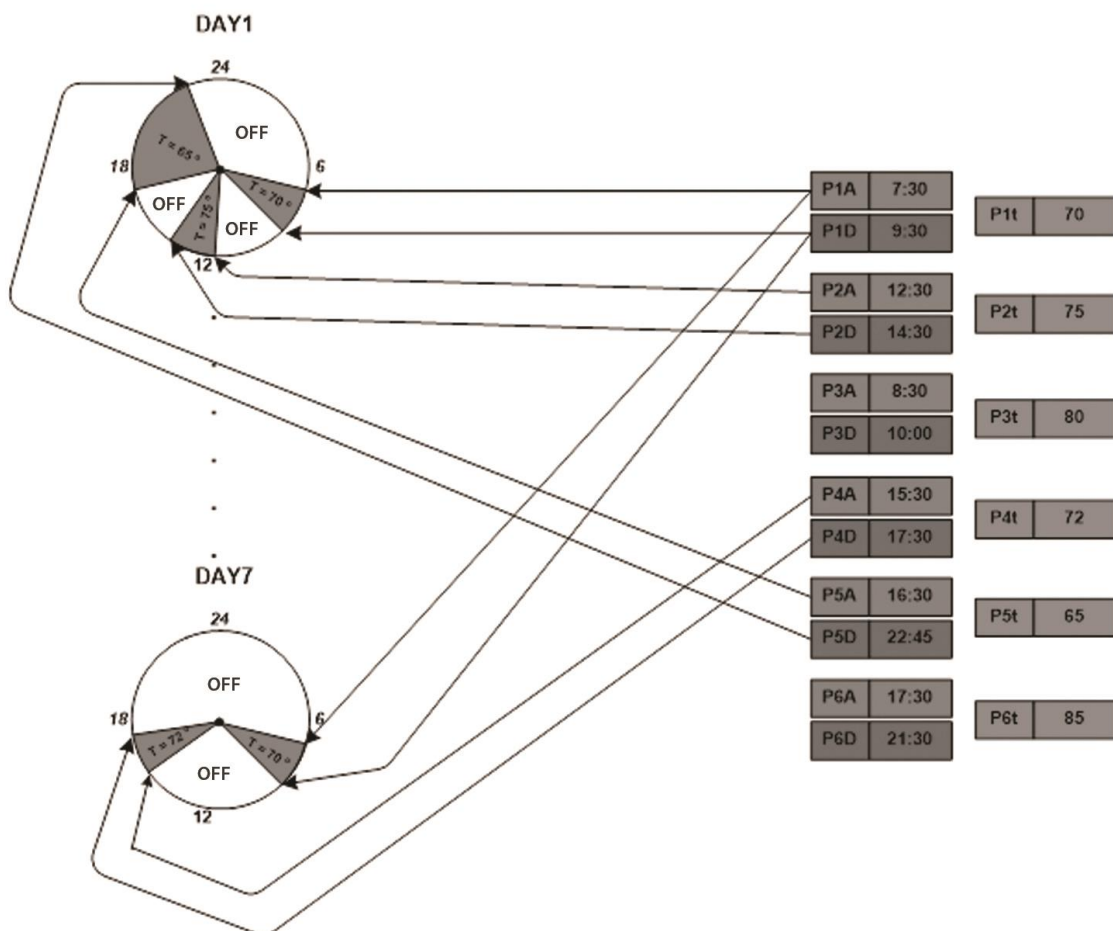 DAY1
24
OFF
T = 65 º
18
6
T = 70 º
OFF
T = 75 º
OFF
12
P1A 7:30
P1D 9:30
P1t 70
P2A 12:30
P2D 14:30
P2t 75
P3A 8:30
P3D 10:00
P3t 80
P4A 15:30
P4D 17:30
P4t 72
P5A 16:30
P5D 22:45
P5t 65
P6A 17:30
P6D 21:30
P6t 85
DAY7
24
OFF
18
6
T = 72 º
T = 70 º
OFF
12